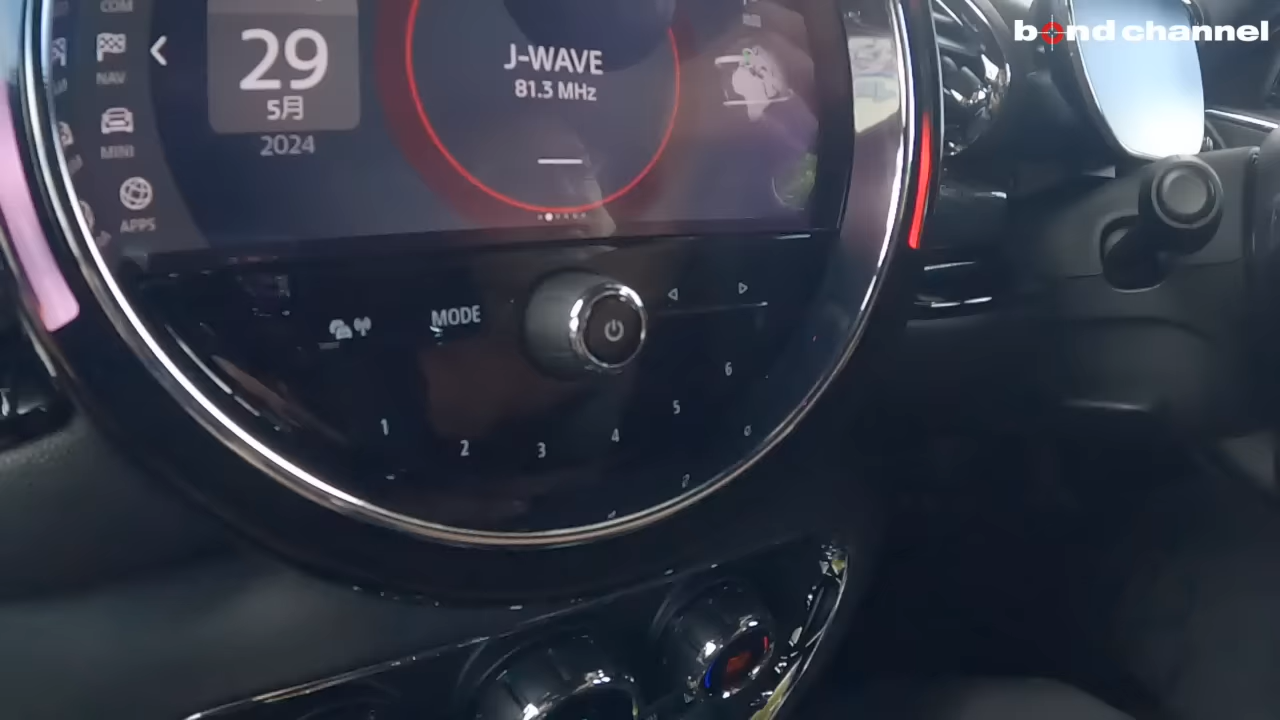 bond channel
COM
NAV
MINI
APPS
29
5月
2024
J-WAVE
81.3 MHz
MODE
1
2
3
4
5
6